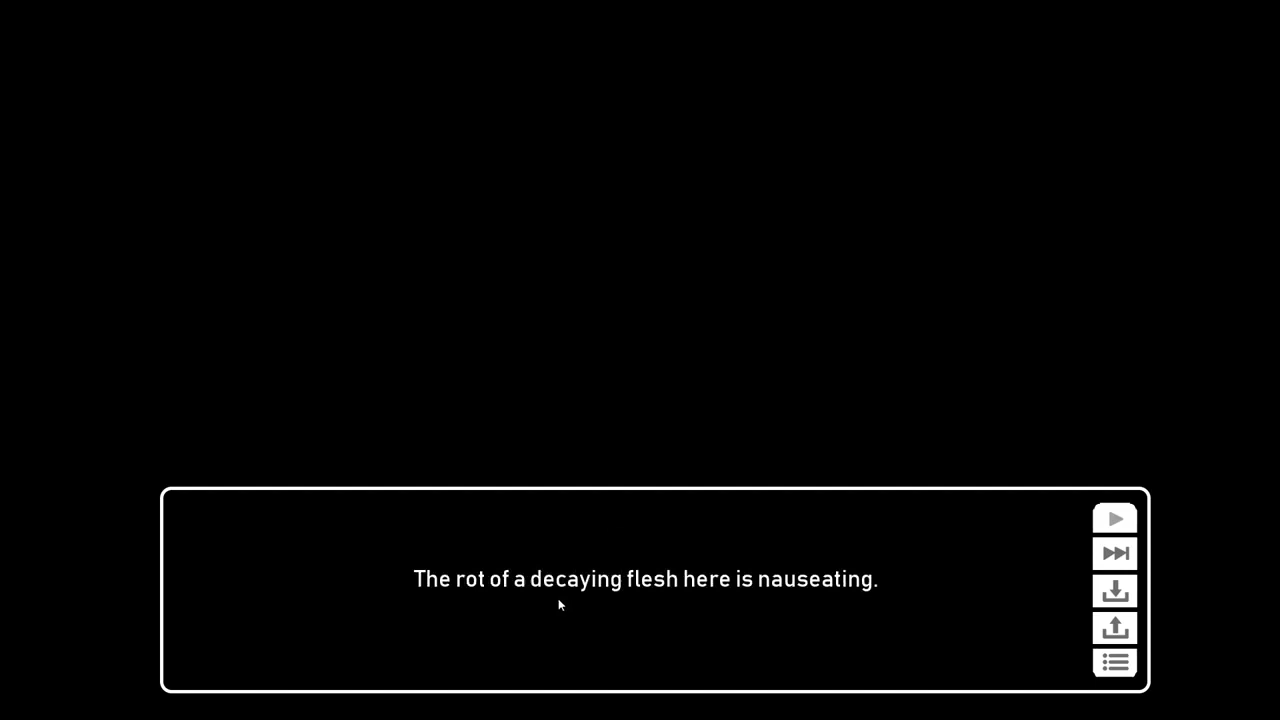 The rot of a decaying flesh here is nauseating.